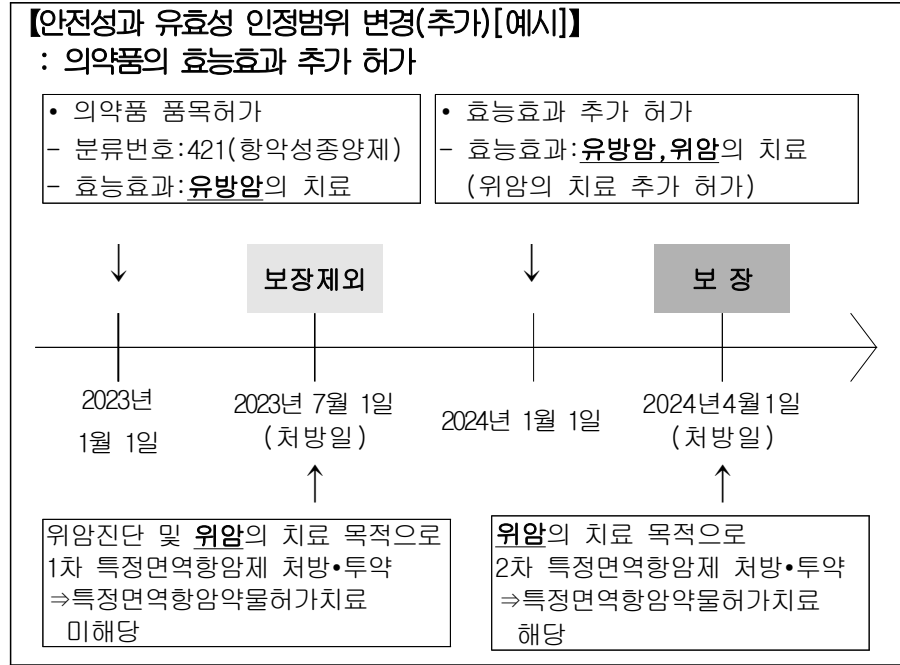 【안전성과 유효성 인정범위 변경(추가)[예시]】
: 의약품의 효능효과 추가 허가
• 의약품 품목허가
- 분류번호:421(항악성종양제)
- 효능효과:유방암의 치료
• 효능효과 추가 허가
- 효능효과:유방암,위암의 치료
(위암의 치료 추가 허가)
보장제외
보 장
2023년
1월 1일
2023년 7월 1일
(처방일)
2024년 1월 1일
2024년4월1일
(처방일)
위암진단 및 위암의 치료 목적으로
1차 특정면역항암제 처방•투약
⇒특정면역항암약물허가치료
미해당
위암의 치료 목적으로
2차 특정면역항암제 처방•투약
⇒특정면역항암약물허가치료
해당